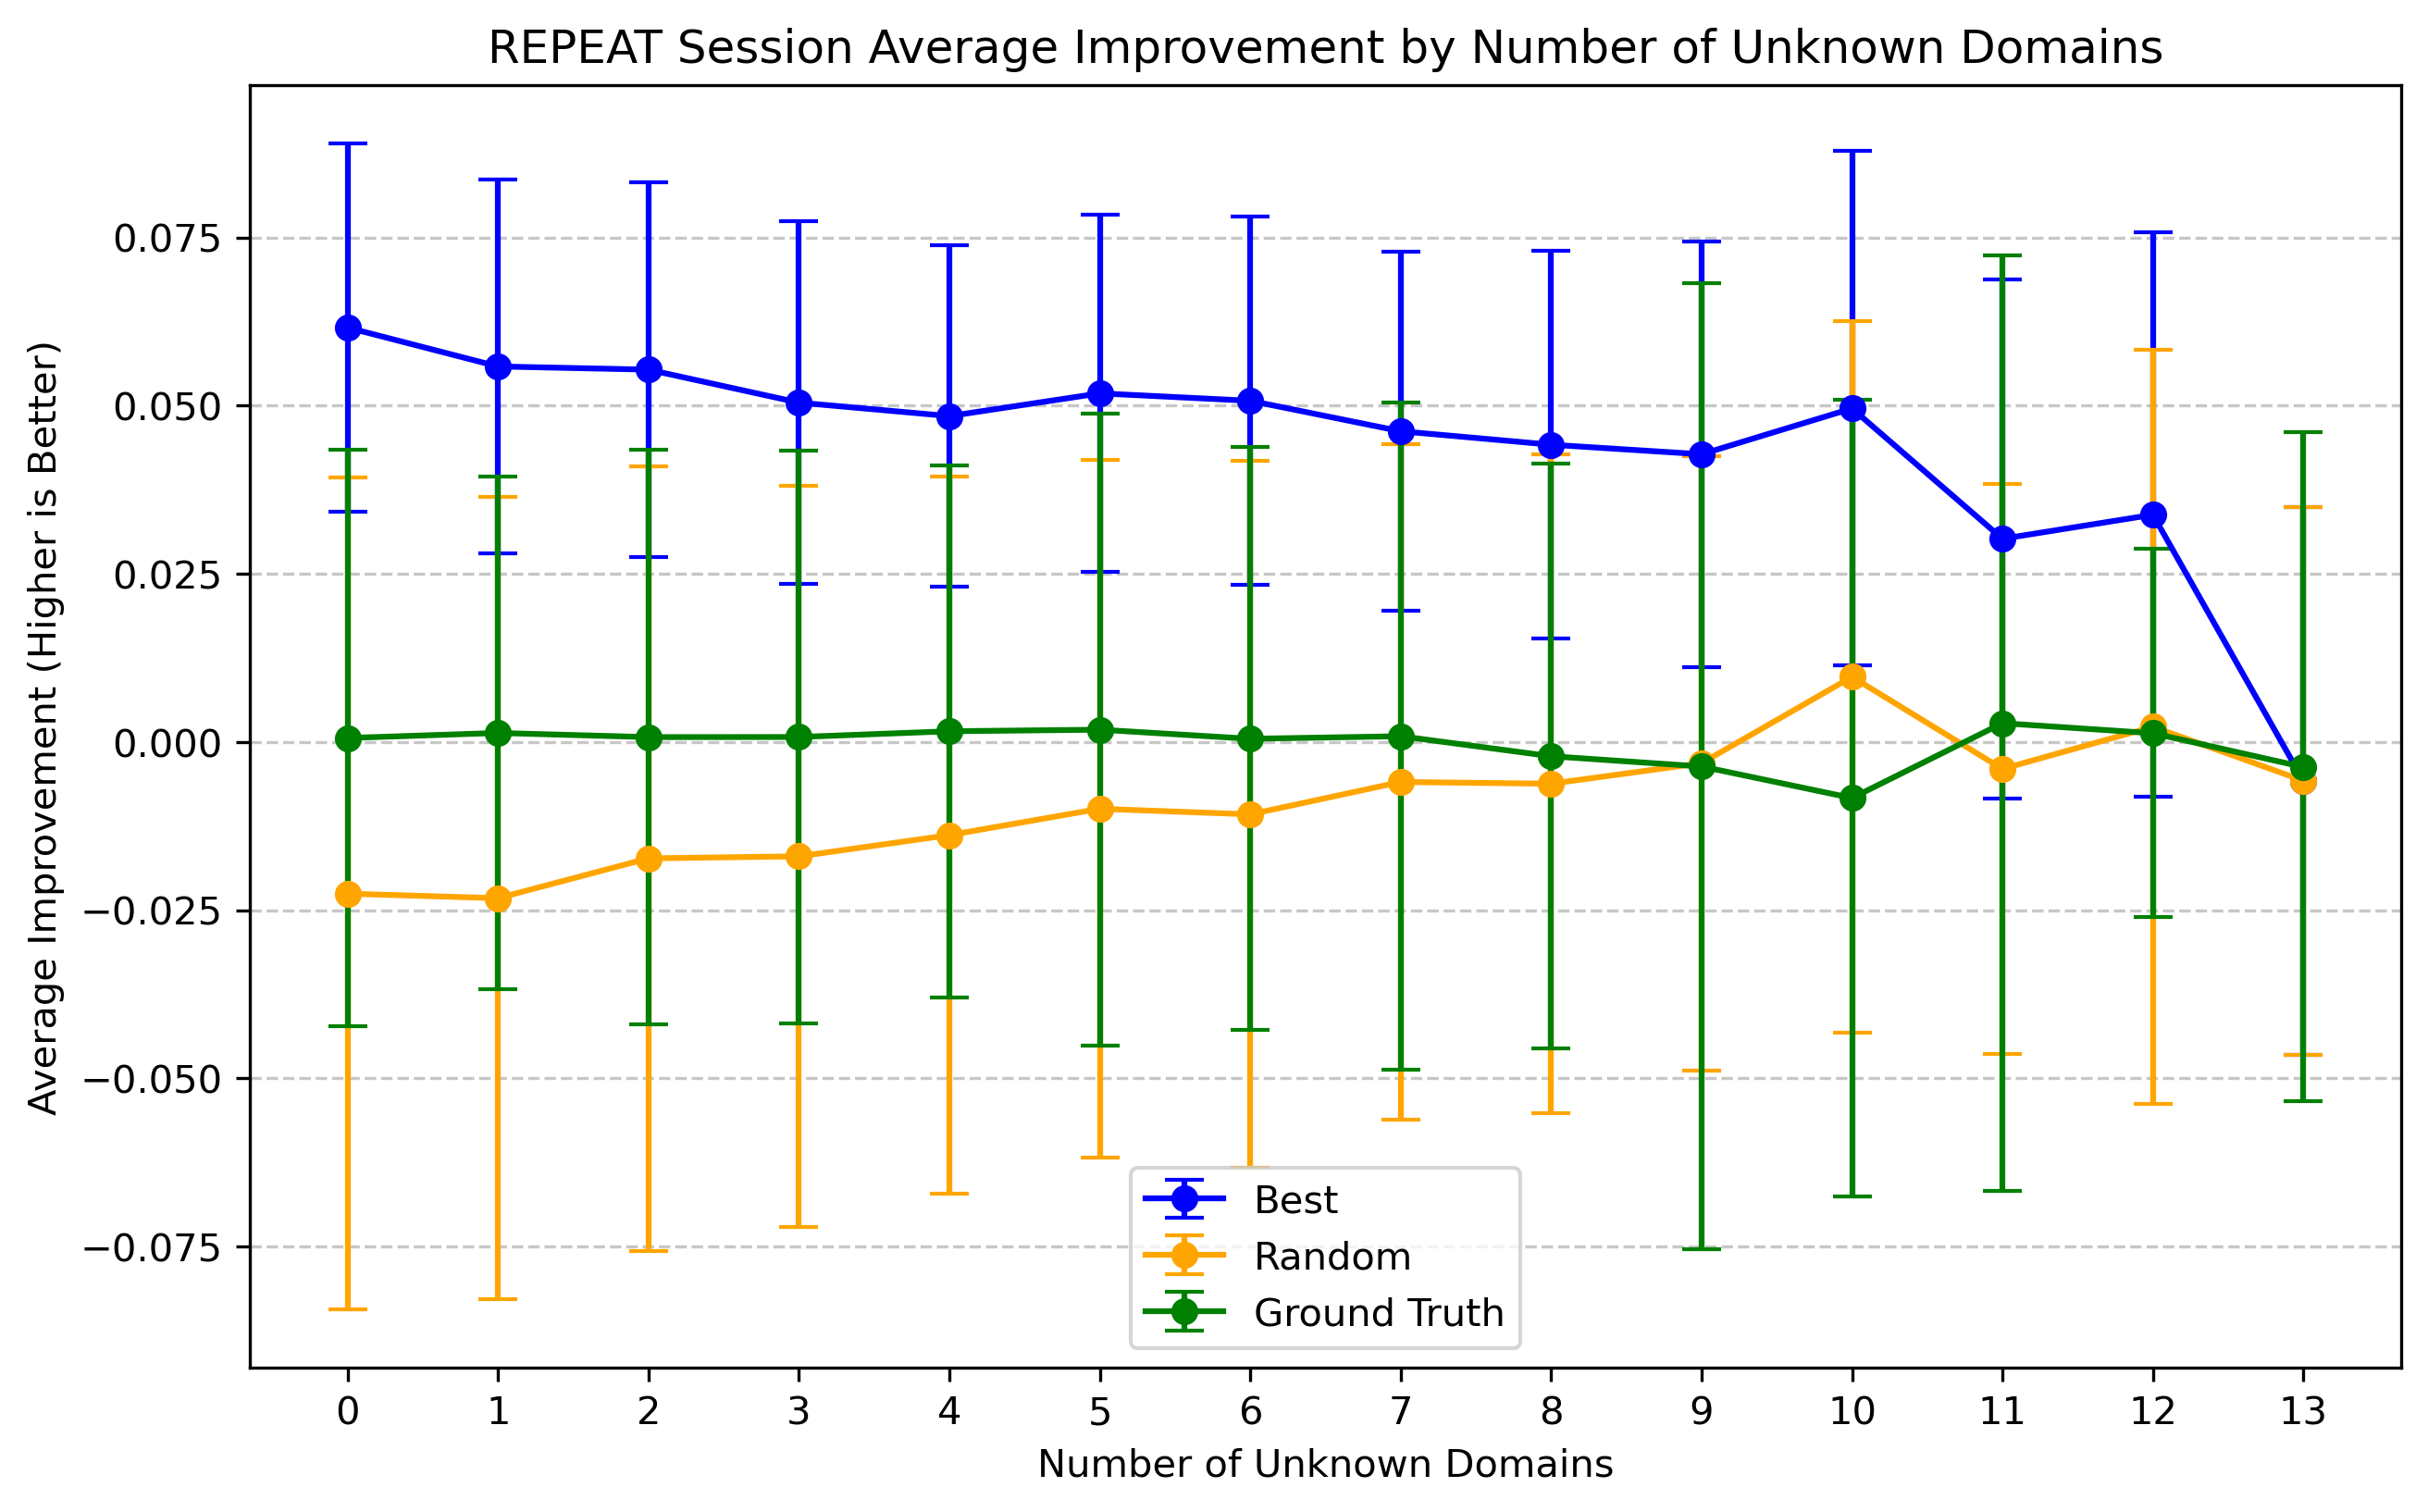 REPEAT Session Average Improvement by Number of Unknown Domains
Average Improvement (Higher is Better)
0.075
0.050
0.025
0.000
−0.025
−0.050
−0.075
Best
Random
Ground Truth
0 1 2 3 4 5 6 7 8 9 10 11 12 13
Number of Unknown Domains